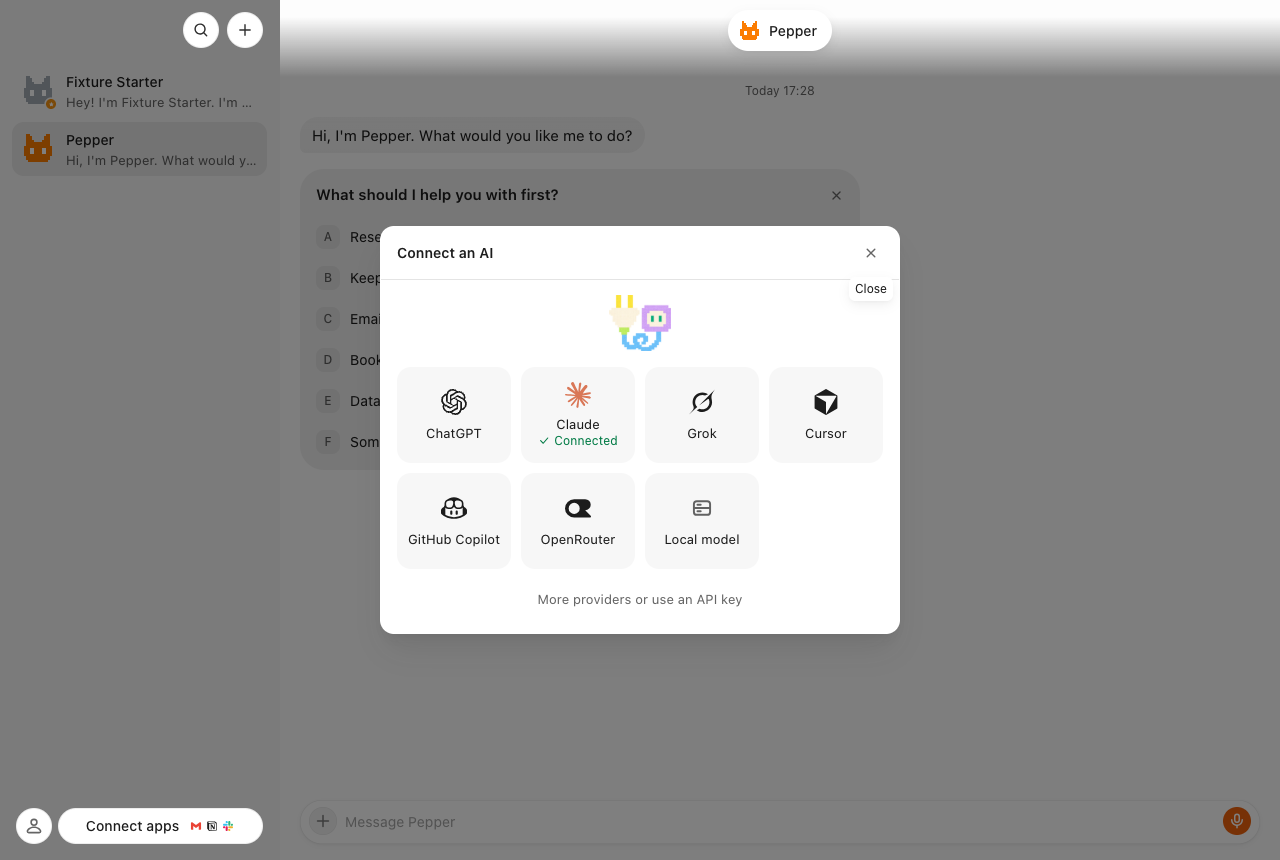 Pepper
Fixture Starter
Hey! I'm Fixture Starter. I'm ...
Pepper
Hi, I'm Pepper. What would y...
Today 17:28
Hi, I'm Pepper. What would you like me to do?
What should I help you with first?
A Rese
B Keep
C Emai
D Book
E Data
F Som
Connect an AI
Close
ChatGPT
Claude
Connected
Grok
Cursor
GitHub Copilot
OpenRouter
Local model
More providers or use an API key
Connect apps
Message Pepper